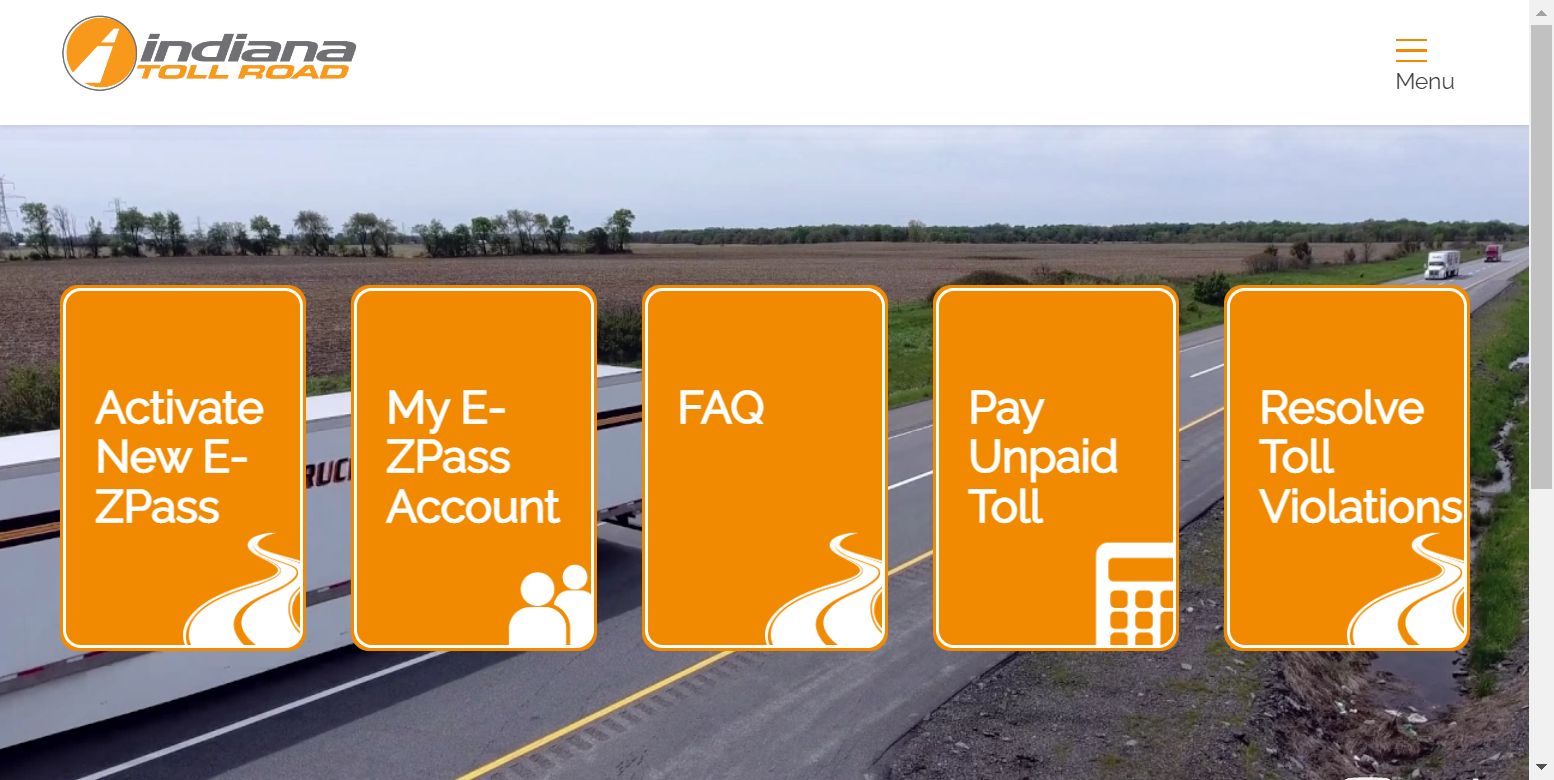 indiana
TOLL ROAD
Menu
Activate
New E-
ZPass
My E-
ZPass
Account
FAQ
Pay
Unpaid
Toll
Resolve
Toll
Violations